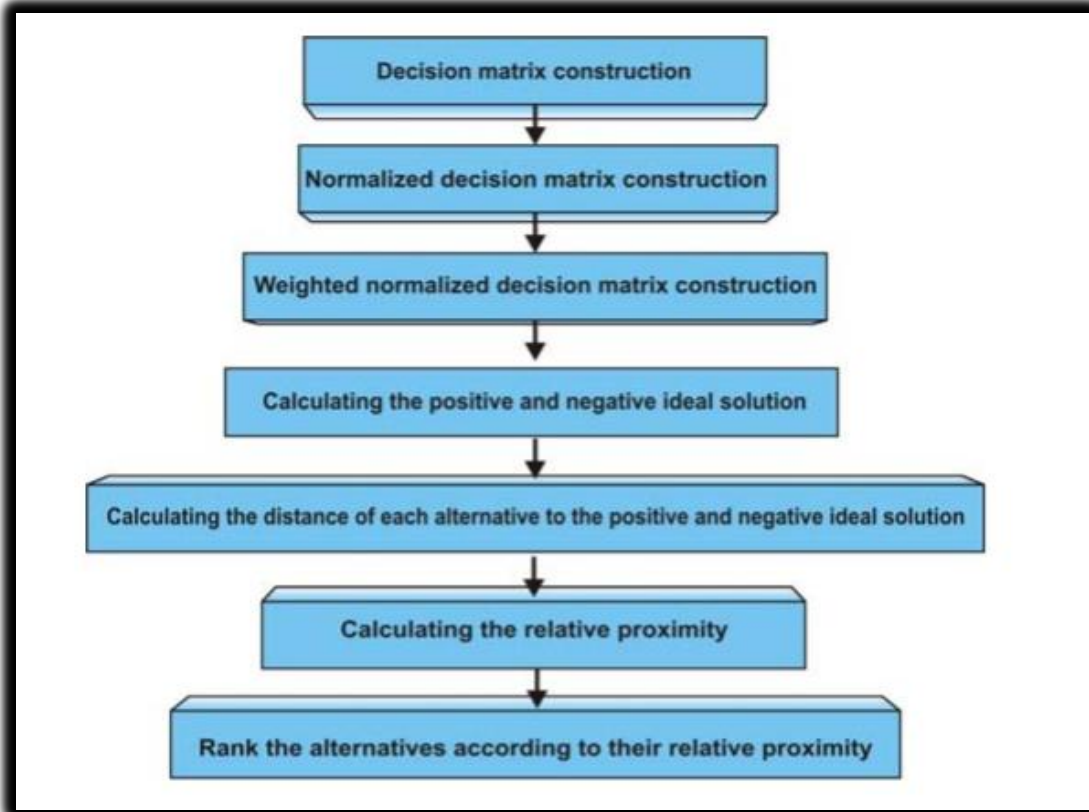 Decision matrix construction
Normalized decision matrix construction
Weighted normalized decision matrix construction
Calculating the positive and negative ideal solution
Calculating the distance of each alternative to the positive and negative ideal solution
Calculating the relative proximity
Rank the alternatives according to their relative proximity